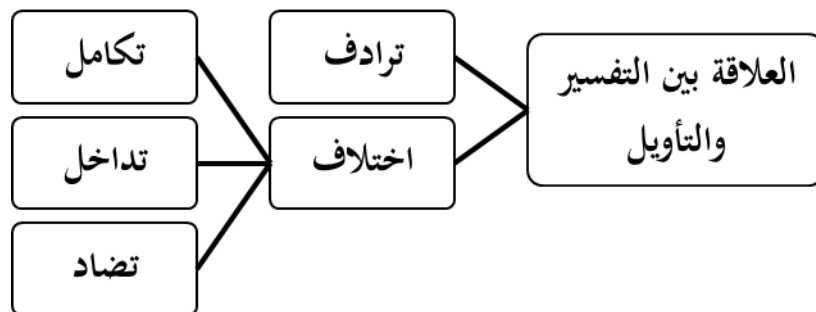 العلاقة بين التفسير
والتأويل
ترادف
اختلاف
تكامل
تداخل
تضاد